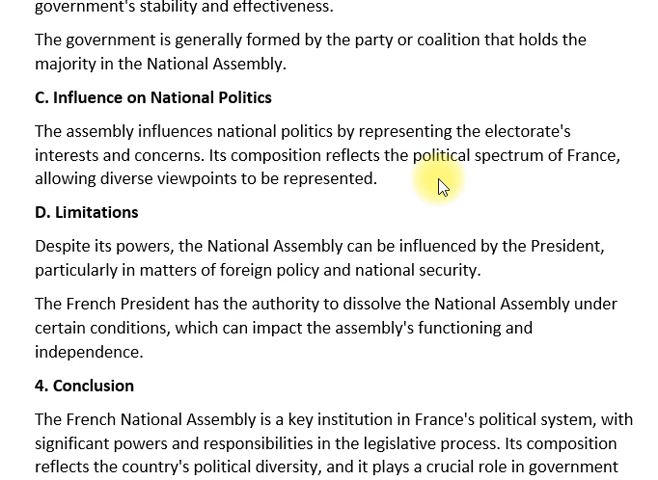 government's stability and effectiveness.
The government is generally formed by the party or coalition that holds the
majority in the National Assembly.
C. Influence on National Politics
The assembly influences national politics by representing the electorate's
interests and concerns. Its composition reflects the political spectrum of France,
allowing diverse viewpoints to be represented.
D. Limitations
Despite its powers, the National Assembly can be influenced by the President,
particularly in matters of foreign policy and national security.
The French President has the authority to dissolve the National Assembly under
certain conditions, which can impact the assembly's functioning and
independence.
4. Conclusion
The French National Assembly is a key institution in France's political system, with
significant powers and responsibilities in the legislative process. Its composition
reflects the country's political diversity, and it plays a crucial role in government